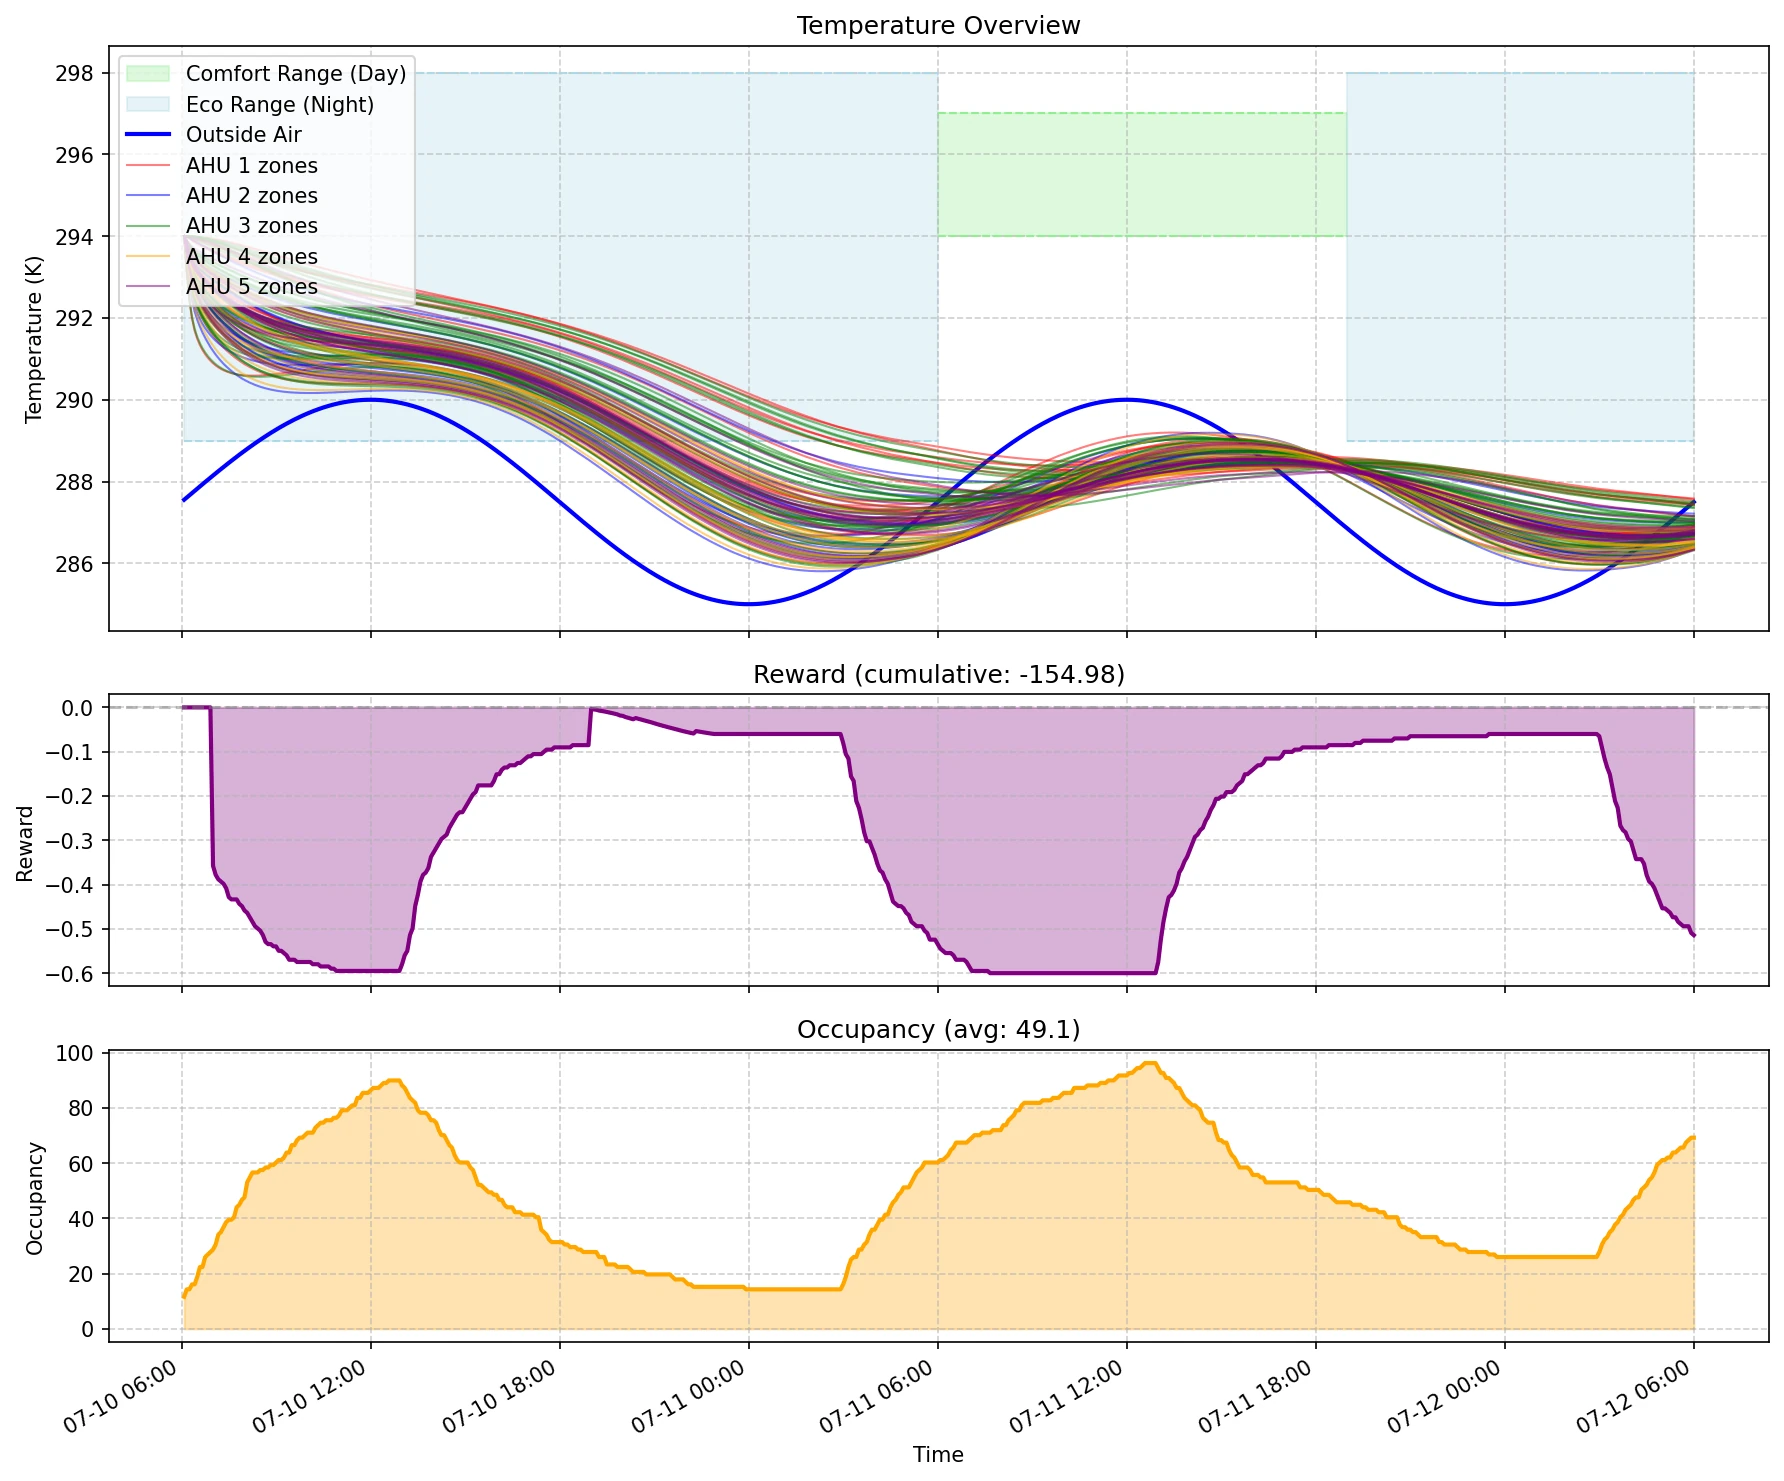 Temperature Overview
Comfort Range (Day)
Eco Range (Night)
Outside Air
AHU 1 zones
AHU 2 zones
AHU 3 zones
AHU 4 zones
AHU 5 zones
298
296
294
292
290
288
286
Temperature (K)
Reward (cumulative: -154.98)
0.0
−0.1
−0.2
−0.3
−0.4
−0.5
−0.6
Reward
Occupancy (avg: 49.1)
100
80
60
40
20
0
Occupancy
07-10 06:00
07-10 12:00
07-10 18:00
07-11 00:00
07-11 06:00
07-11 12:00
07-11 18:00
07-12 00:00
07-12 06:00
Time